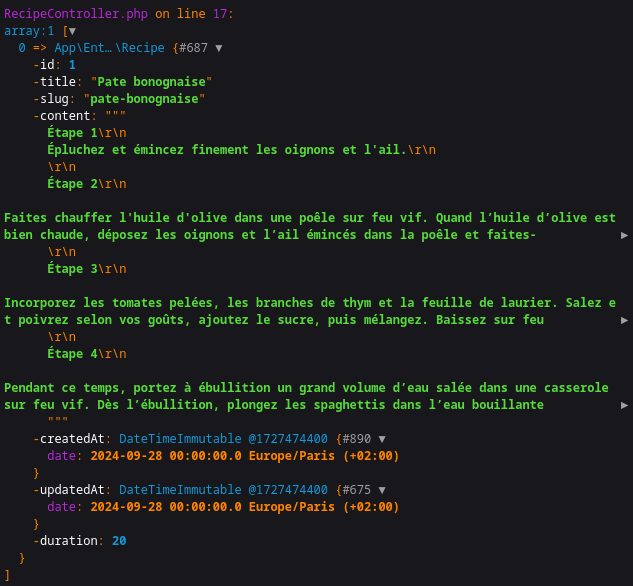 RecipeController.php on line 17:
array:1 [▼
  0 => App\Ent…\Recipe {#687 ▼
    -id: 1
    -title: "Pate bonognaise"
    -slug: "pate-bonognaise"
    -content: """
      Étape 1\r\n
      Épluchez et émincez finement les oignons et l'ail.\r\n
      \r\n
      Étape 2\r\n
Faites chauffer l'huile d'olive dans une poêle sur feu vif. Quand l’huile d’olive est
bien chaude, déposez les oignons et l’ail émincés dans la poêle et faites- ▶
      \r\n
      Étape 3\r\n
Incorporez les tomates pelées, les branches de thym et la feuille de laurier. Salez e
t poivrez selon vos goûts, ajoutez le sucre, puis mélangez. Baissez sur feu ▶
      \r\n
      Étape 4\r\n
Pendant ce temps, portez à ébullition un grand volume d’eau salée dans une casserole
sur feu vif. Dès l’ébullition, plongez les spaghettis dans l’eau bouillante ▶
      """
    -createdAt: DateTimeImmutable @1727474400 {#890 ▼
      date: 2024-09-28 00:00:00.0 Europe/Paris (+02:00)
    }
    -updatedAt: DateTimeImmutable @1727474400 {#675 ▼
      date: 2024-09-28 00:00:00.0 Europe/Paris (+02:00)
    }
    -duration: 20
  }
]